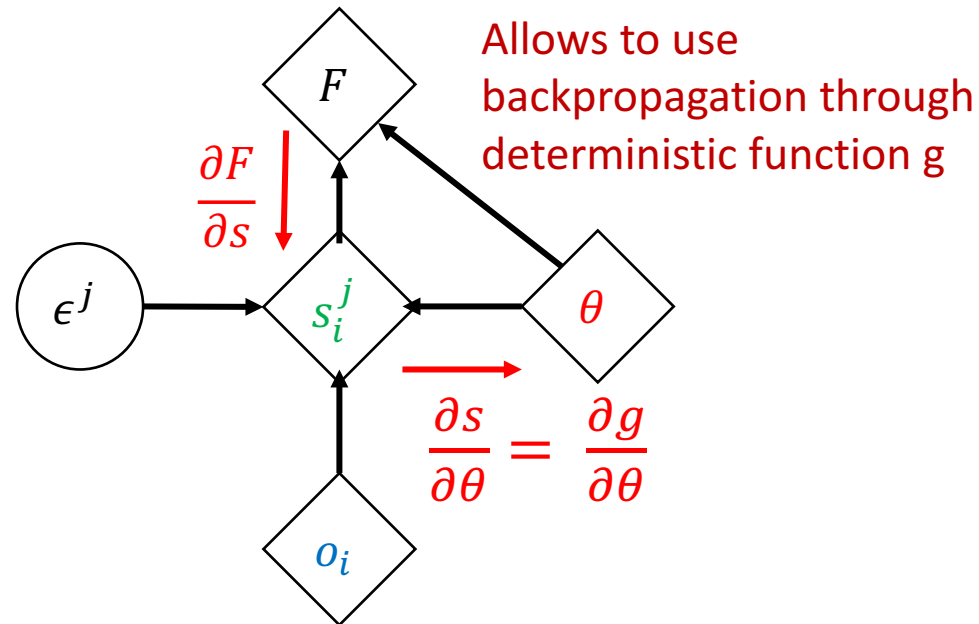 F
Allows to use
backpropagation through
deterministic function g
∂F
∂s
ϵ^j
s_i^j
θ
∂s/∂θ = ∂g/∂θ
o_i